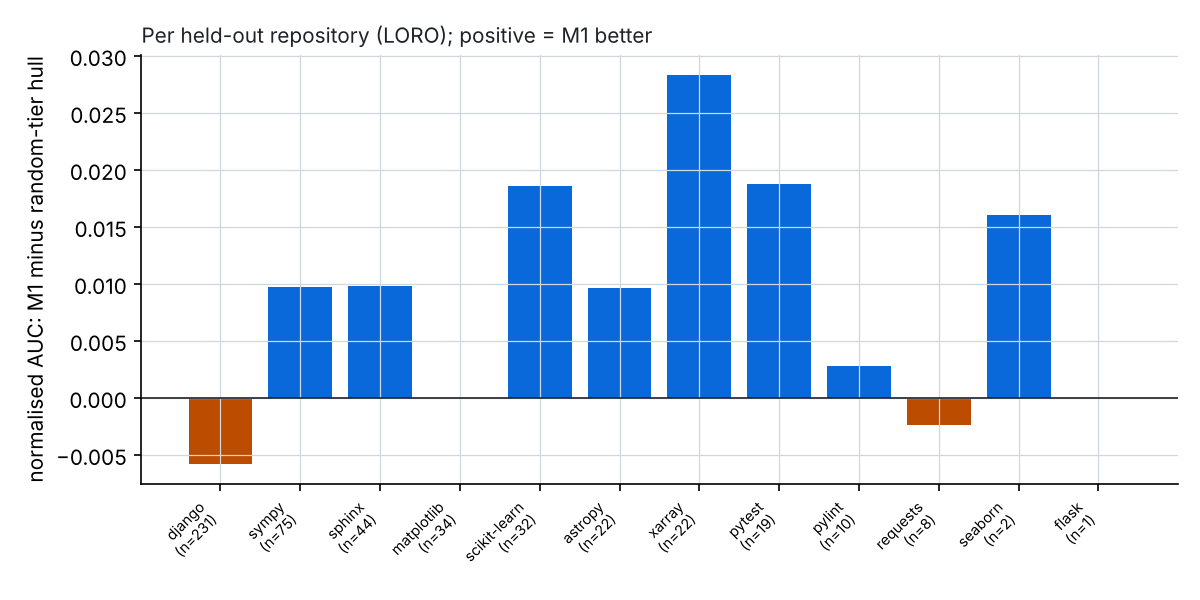 Per held-out repository (LORO); positive = M1 better
normalised AUC: M1 minus random-tier hull
0.030
0.025
0.020
0.015
0.010
0.005
0.000
−0.005
django
(n=231)
sympy
(n=75)
sphinx
(n=44)
matplotlib
(n=34)
scikit-learn
(n=32)
astropy
(n=22)
xarray
(n=22)
pytest
(n=19)
pylint
(n=10)
requests
(n=8)
seaborn
(n=2)
flask
(n=1)